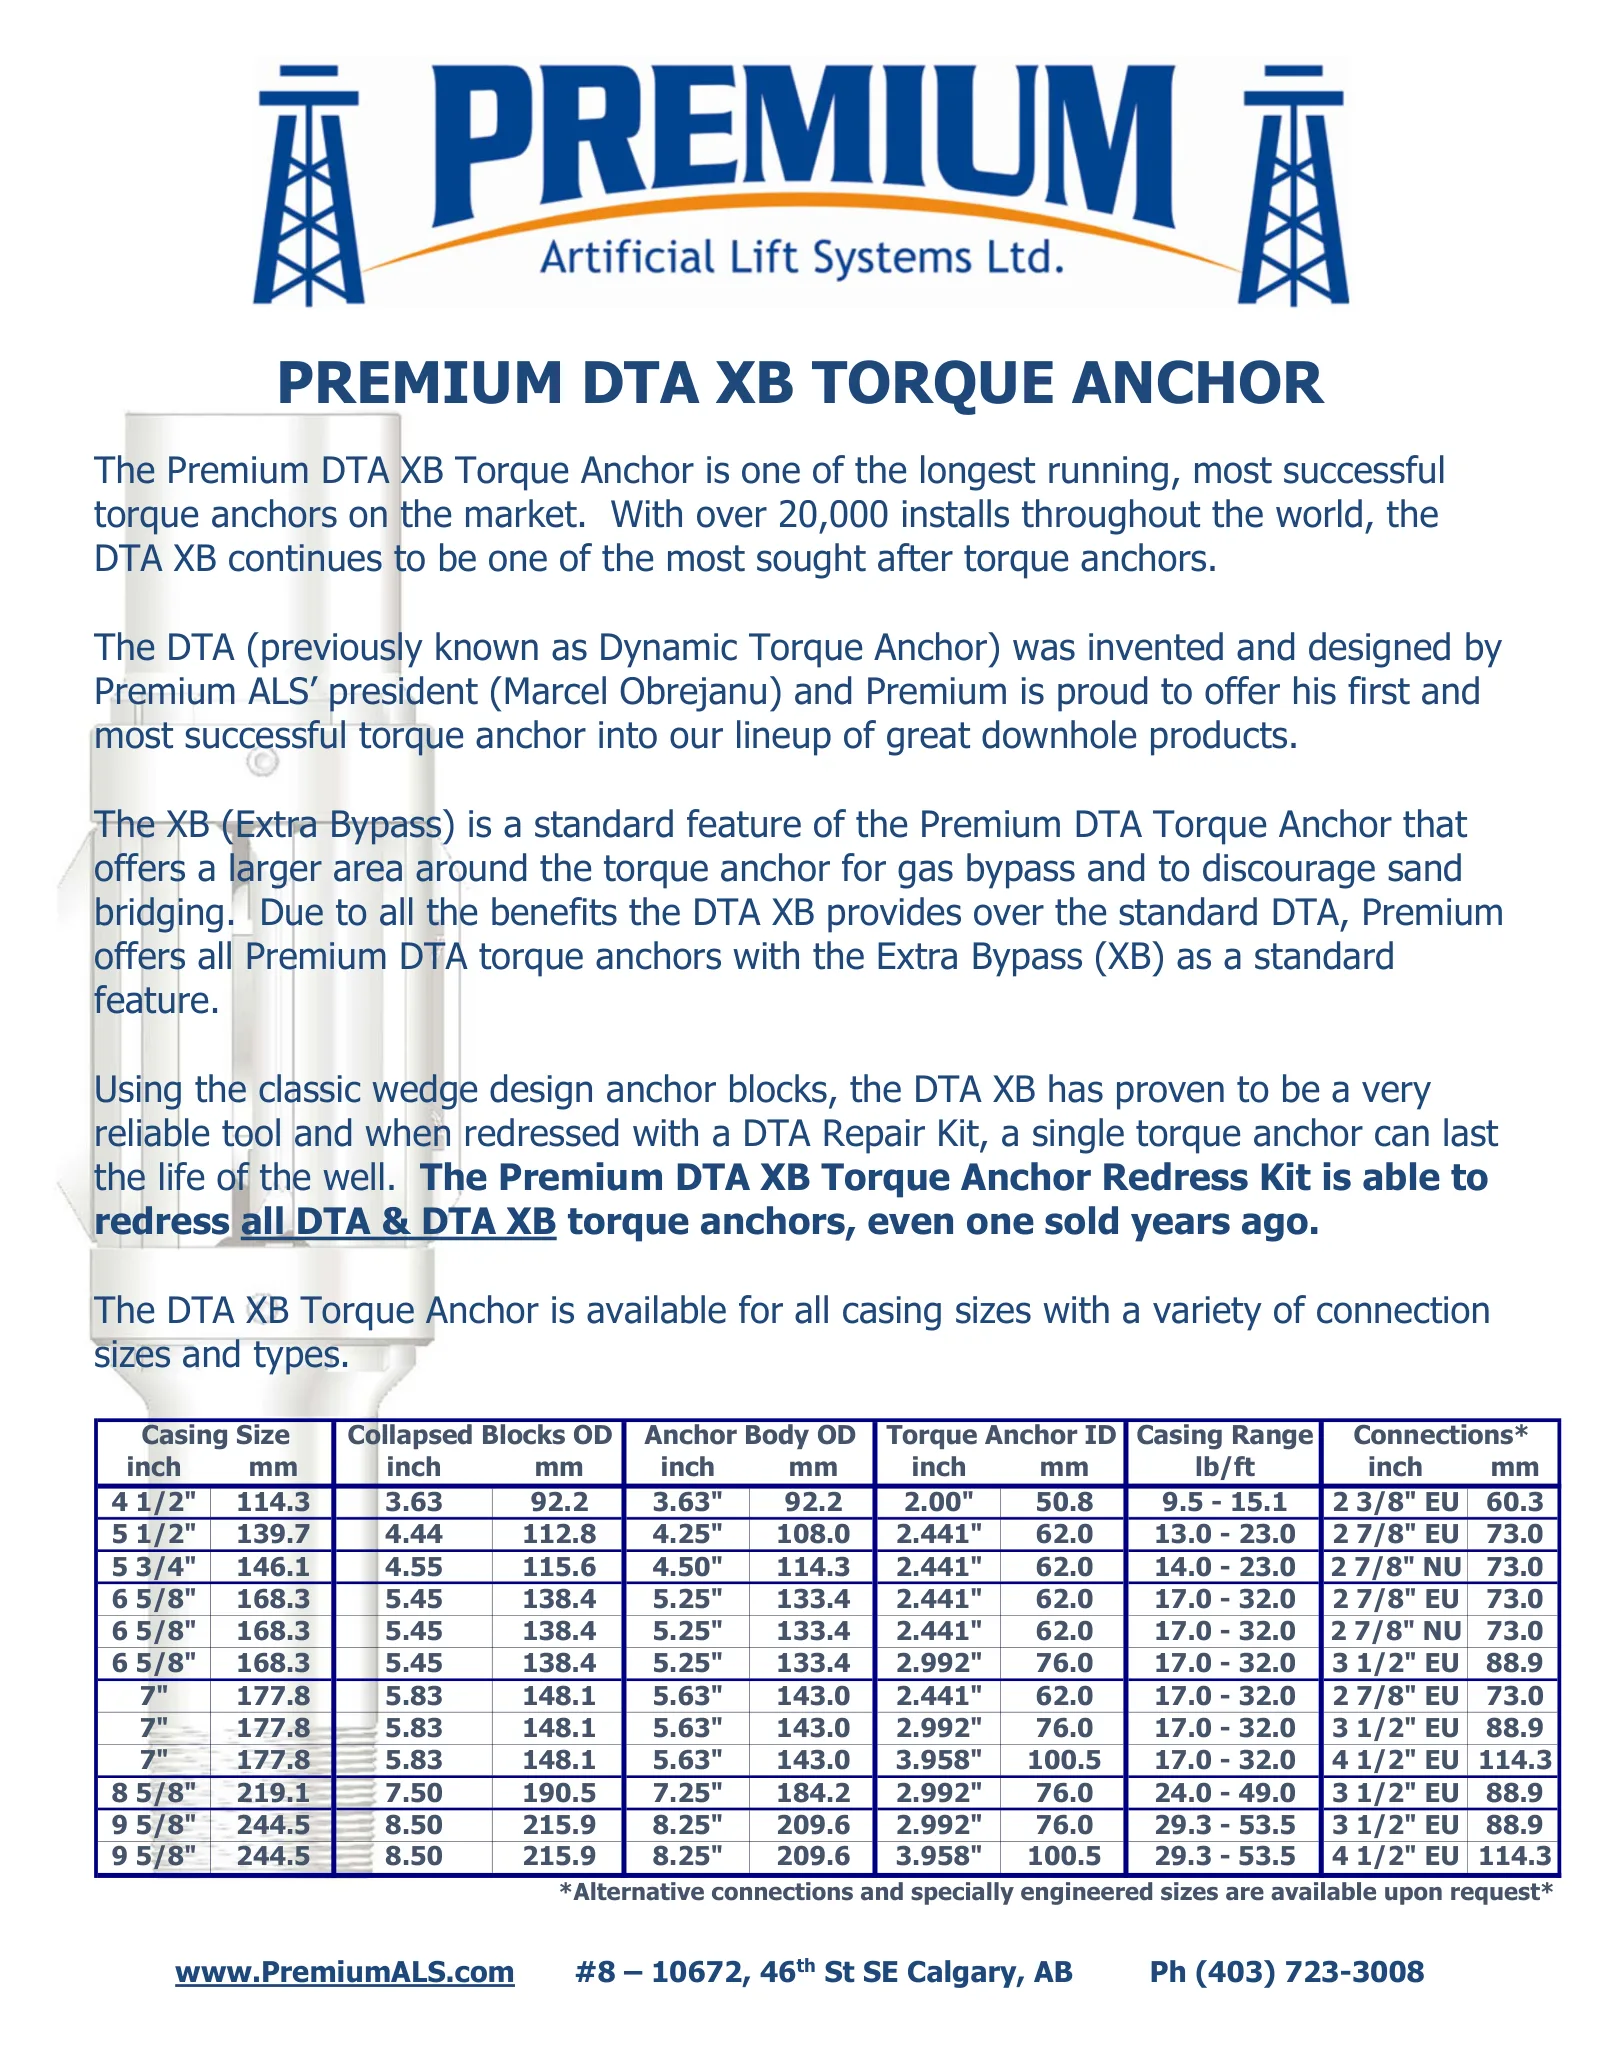 PREMIUM
Artificial Lift Systems Ltd.
PREMIUM DTA XB TORQUE ANCHOR
The Premium DTA XB Torque Anchor is one of the longest running, most successful
torque anchors on the market.  With over 20,000 installs throughout the world, the
DTA XB continues to be one of the most sought after torque anchors.
The DTA (previously known as Dynamic Torque Anchor) was invented and designed by
Premium ALS’ president (Marcel Obrejanu) and Premium is proud to offer his first and
most successful torque anchor into our lineup of great downhole products.
The XB (Extra Bypass) is a standard feature of the Premium DTA Torque Anchor that
offers a larger area around the torque anchor for gas bypass and to discourage sand
bridging.  Due to all the benefits the DTA XB provides over the standard DTA, Premium
offers all Premium DTA torque anchors with the Extra Bypass (XB) as a standard
feature.
Using the classic wedge design anchor blocks, the DTA XB has proven to be a very
reliable tool and when redressed with a DTA Repair Kit, a single torque anchor can last
the life of the well.  The Premium DTA XB Torque Anchor Redress Kit is able to
redress all DTA & DTA XB torque anchors, even one sold years ago.
The DTA XB Torque Anchor is available for all casing sizes with a variety of connection
sizes and types.
Casing Size Collapsed Blocks OD Anchor Body OD Torque Anchor ID Casing Range Connections*
inch mm inch mm inch mm inch mm lb/ft inch mm
4 1/2" 114.3 3.63 92.2 3.63" 92.2 2.00" 50.8 9.5 - 15.1 2 3/8" EU 60.3
5 1/2" 139.7 4.44 112.8 4.25" 108.0 2.441" 62.0 13.0 - 23.0 2 7/8" EU 73.0
5 3/4" 146.1 4.55 115.6 4.50" 114.3 2.441" 62.0 14.0 - 23.0 2 7/8" NU 73.0
6 5/8" 168.3 5.45 138.4 5.25" 133.4 2.441" 62.0 17.0 - 32.0 2 7/8" EU 73.0
6 5/8" 168.3 5.45 138.4 5.25" 133.4 2.441" 62.0 17.0 - 32.0 2 7/8" NU 73.0
6 5/8" 168.3 5.45 138.4 5.25" 133.4 2.992" 76.0 17.0 - 32.0 3 1/2" EU 88.9
7" 177.8 5.83 148.1 5.63" 143.0 2.441" 62.0 17.0 - 32.0 2 7/8" EU 73.0
7" 177.8 5.83 148.1 5.63" 143.0 2.992" 76.0 17.0 - 32.0 3 1/2" EU 88.9
7" 177.8 5.83 148.1 5.63" 143.0 3.958" 100.5 17.0 - 32.0 4 1/2" EU 114.3
8 5/8" 219.1 7.50 190.5 7.25" 184.2 2.992" 76.0 24.0 - 49.0 3 1/2" EU 88.9
9 5/8" 244.5 8.50 215.9 8.25" 209.6 2.992" 76.0 29.3 - 53.5 3 1/2" EU 88.9
9 5/8" 244.5 8.50 215.9 8.25" 209.6 3.958" 100.5 29.3 - 53.5 4 1/2" EU 114.3
*Alternative connections and specially engineered sizes are available upon request*
www.PremiumALS.com #8 – 10672, 46th St SE Calgary, AB Ph (403) 723-3008